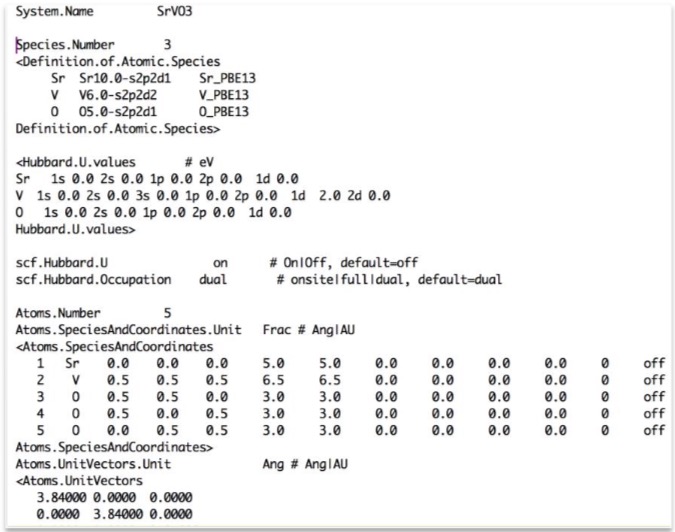 System.Name SrVO3
Species.Number 3
<Definition.of.Atomic.Species
Sr Sr10.0-s2p2d1 Sr_PBE13
V V6.0-s2p2d2 V_PBE13
O O5.0-s2p2d1 O_PBE13
Definition.of.Atomic.Species>
<Hubbard.U.values # eV
Sr 1s 0.0 2s 0.0 1p 0.0 2p 0.0 1d 0.0
V 1s 0.0 2s 0.0 3s 0.0 1p 0.0 2p 0.0 1d 2.0 2d 0.0
O 1s 0.0 2s 0.0 1p 0.0 2p 0.0 1d 0.0
Hubbard.U.values>
scf.Hubbard.U on # On|Off, default=off
scf.Hubbard.Occupation dual # onsite|full|dual, default=dual
Atoms.Number 5
Atoms.SpeciesAndCoordinates.Unit Frac # Ang|AU
<Atoms.SpeciesAndCoordinates
1 Sr 0.0 0.0 0.0 5.0 5.0 0.0 0.0 0.0 0.0 0 off
2 V 0.5 0.5 0.5 6.5 6.5 0.0 0.0 0.0 0.0 0 off
3 O 0.5 0.5 0.0 3.0 3.0 0.0 0.0 0.0 0.0 0 off
4 O 0.5 0.0 0.5 3.0 3.0 0.0 0.0 0.0 0.0 0 off
5 O 0.0 0.5 0.5 3.0 3.0 0.0 0.0 0.0 0.0 0 off
Atoms.SpeciesAndCoordinates>
Atoms.UnitVectors.Unit Ang # Ang|AU
<Atoms.UnitVectors
3.84000 0.0000 0.0000
0.0000 3.84000 0.0000